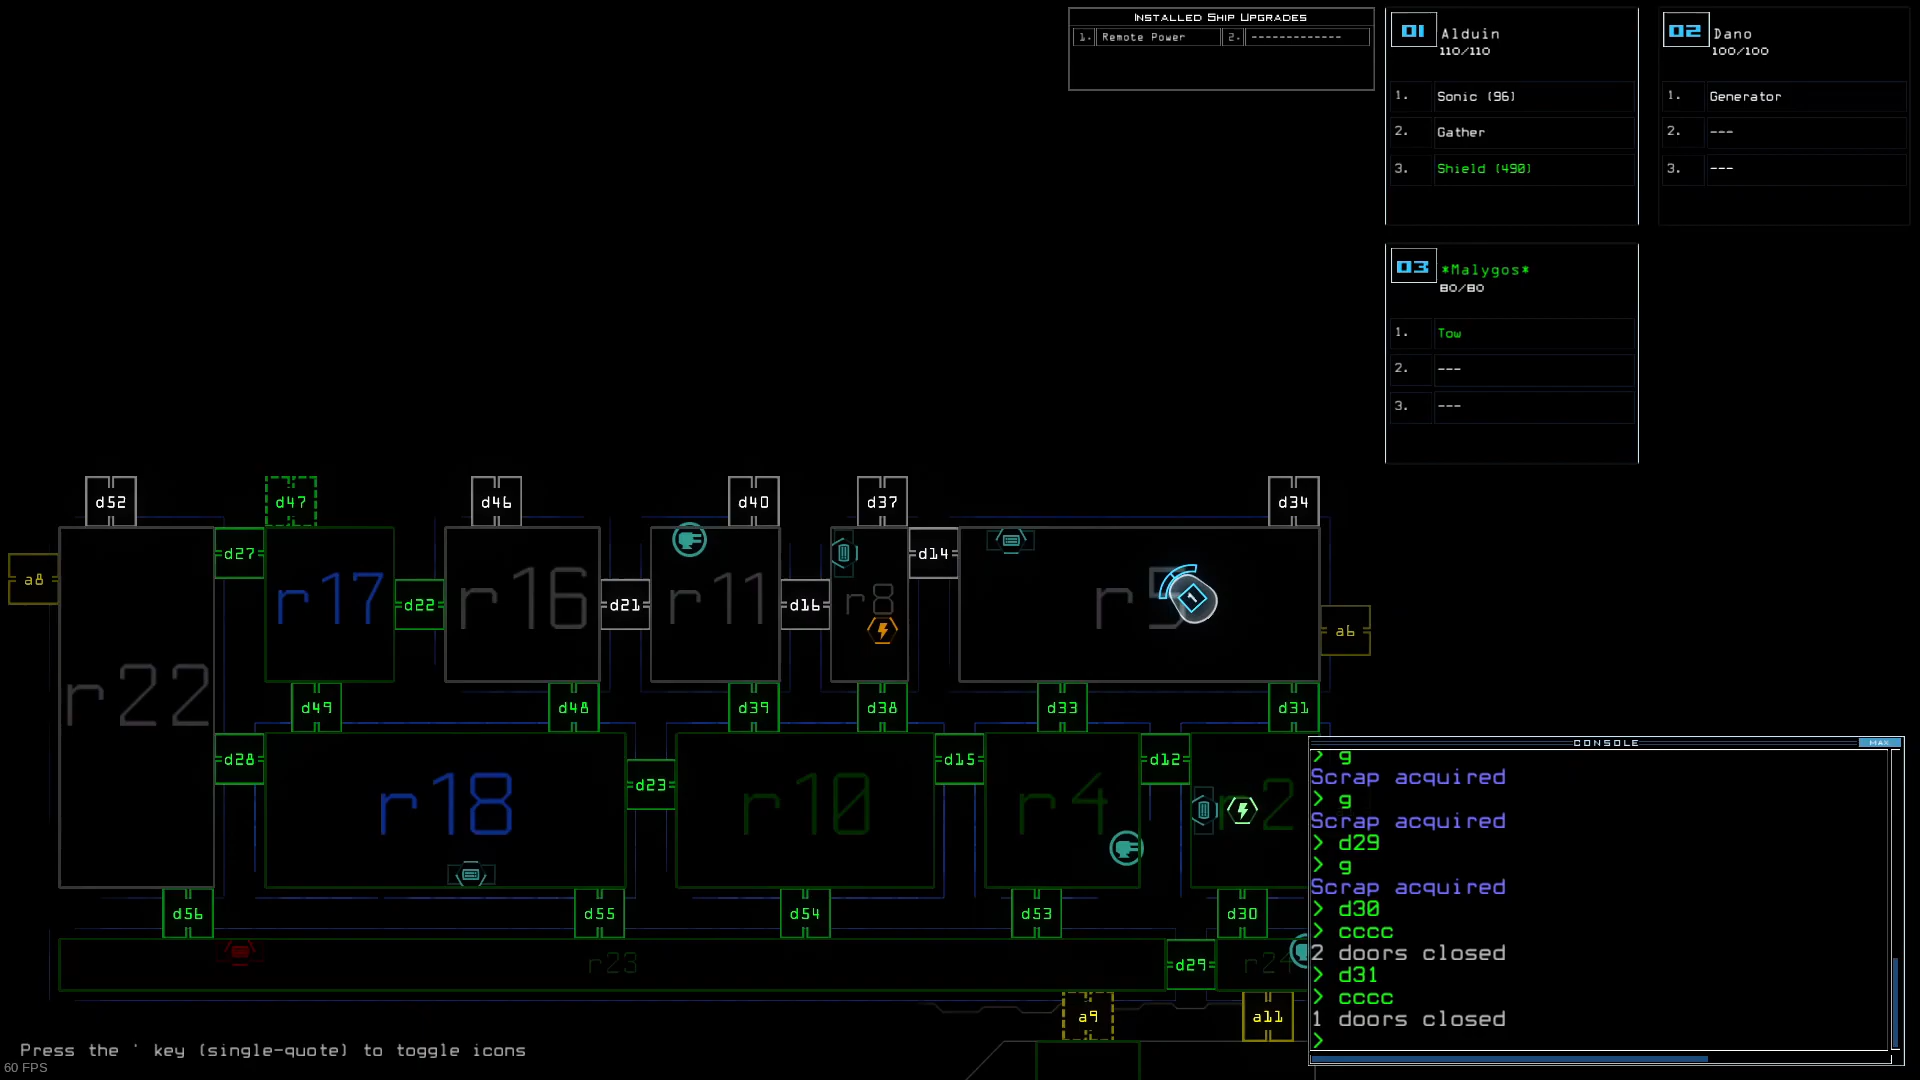 INSTALLED SHIP UPGRADES
1. Remote Power 2. -------------
01 Alduin
110/110
1. Sonic (96)
2. Gather
3. Shield (490)
02 Dano
100/100
1. Generator
2. ---
3. ---
03 *Malygos*
80/80
1. Tow
2. ---
3. ---
d52 d47 d46 d40 d37 d34
a8 d27 r17 d22 r16 d21 r11 d16 r8 d14 r5 1 a6
r22
d49 d48 d39 d38 d33 d31
d28 r18 d23 r10 d15 r4 d12 r2
d56 d55 d54 d53 d30
r23 d29 r24
a9 a11
CONSOLE MAX
> g
Scrap acquired
> g
Scrap acquired
> d29
> g
Scrap acquired
> d30
> cccc
2 doors closed
> d31
> cccc
1 doors closed
>
Press the ' key (single-quote) to toggle icons
60 FPS